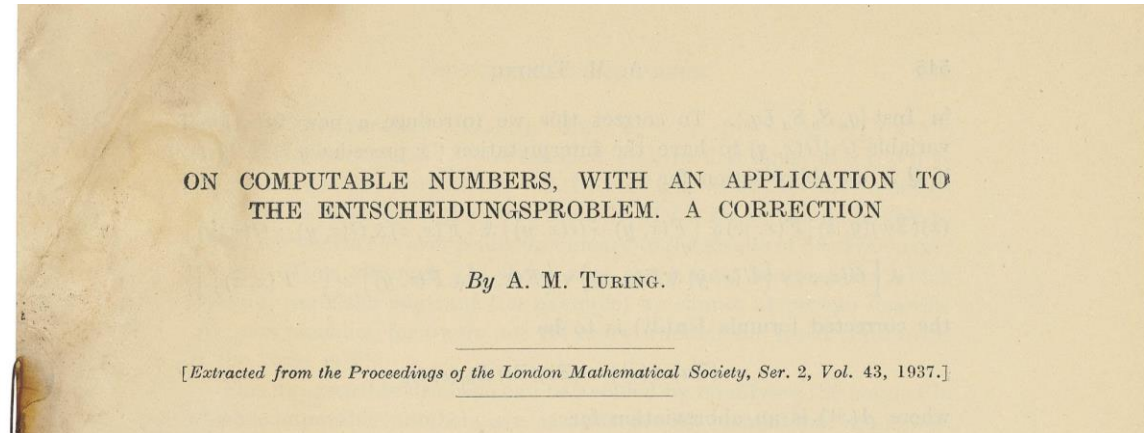 ON COMPUTABLE NUMBERS, WITH AN APPLICATION TO
THE ENTSCHEIDUNGSPROBLEM. A CORRECTION
By A. M. TURING.
[Extracted from the Proceedings of the London Mathematical Society, Ser. 2, Vol. 43, 1937.]